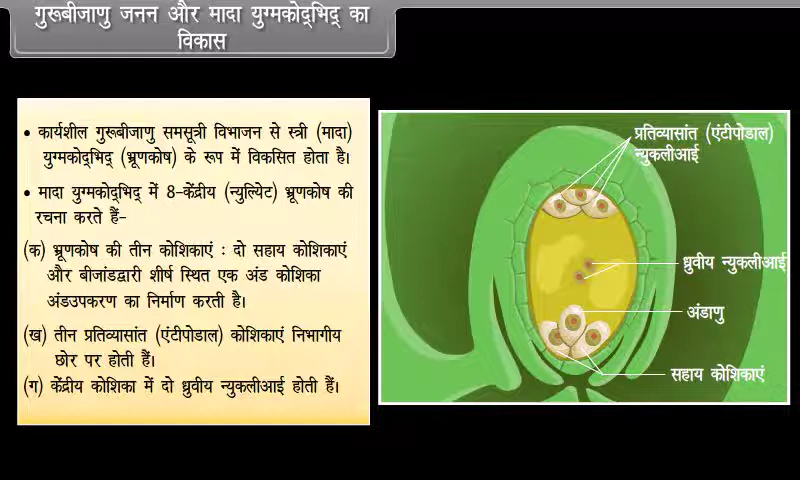 गुरूबीजाणु जनन और मादा युग्मकोद्‌भिद् का
विकास
• कार्यशील गुरूबीजाणु समसूत्री विभाजन से स्त्री (मादा)
युग्मकोद्‌भिद् (भ्रूणकोष) के रूप में विकसित होता है।
• मादा युग्मकोद्‌भिद् में 8-केंद्रीय (न्युल्यिेट) भ्रूणकोष की
रचना करते हैं-
(क) भ्रूणकोष की तीन कोशिकाएं : दो सहाय कोशिकाएं
और बीजांडद्वारी शीर्ष स्थित एक अंड कोशिका
अंडउपकरण का निर्माण करती है।
(ख) तीन प्रतिव्यासांत (एंटीपोडाल) कोशिकाएं निभागीय
छोर पर होती हैं।
(ग) केंद्रीय कोशिका में दो ध्रुवीय न्युकलीआई होती हैं।
प्रतिव्यासांत (एंटीपोडाल)
न्युकलीआई
ध्रुवीय न्युकलीआई
अंडाणु
सहाय कोशिकाएं